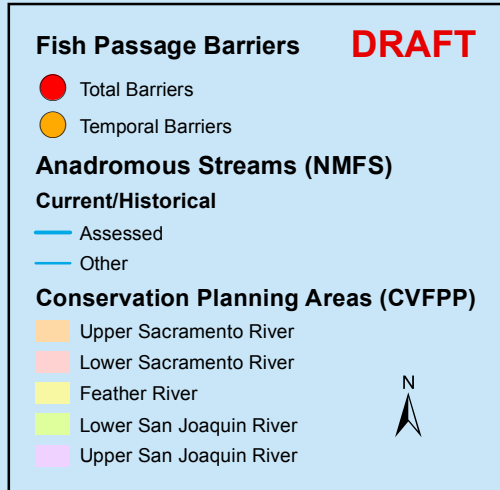 Fish Passage Barriers DRAFT
Total Barriers
Temporal Barriers
Anadromous Streams (NMFS)
Current/Historical
Assessed
Other
Conservation Planning Areas (CVFPP)
Upper Sacramento River
Lower Sacramento River
Feather River
Lower San Joaquin River
Upper San Joaquin River
N